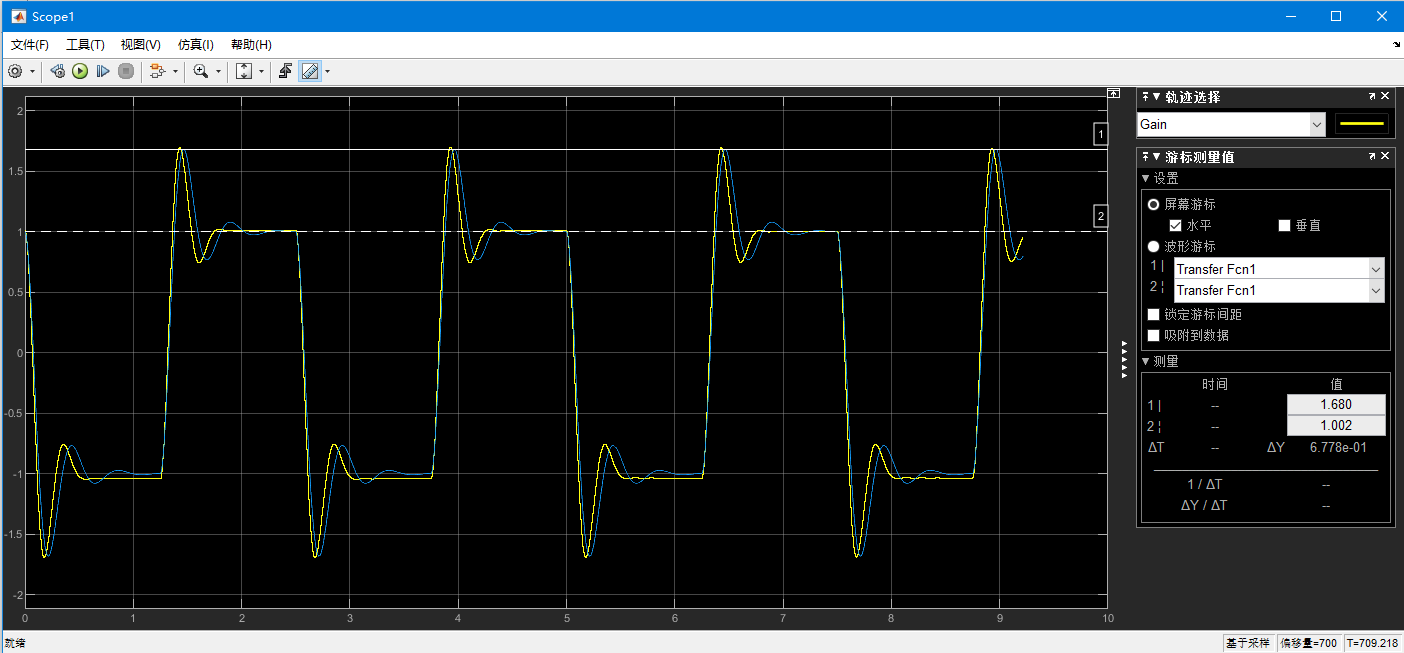 Scope1
文件(F) 工具(T) 视图(V) 仿真(I) 帮助(H)
轨迹选择
Gain
游标测量值
设置
屏幕游标
水平 垂直
波形游标
1 | Transfer Fcn1
2 ¦ Transfer Fcn1
锁定游标间距
吸附到数据
测量
时间 值
1 | -- 1.680
2 ¦ -- 1.002
ΔT -- ΔY 6.778e-01
1 / ΔT --
ΔY / ΔT --
1
2
2
1.5
1
0.5
0
-0.5
-1
-1.5
-2
0 1 2 3 4 5 6 7 8 9 10
就绪 基于采样 偏移量=700 T=709.218